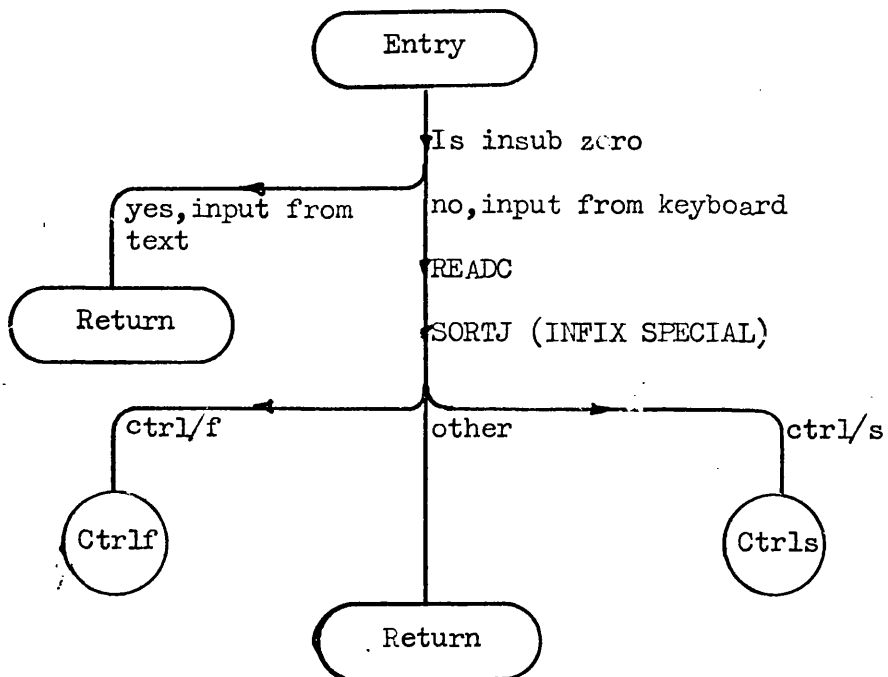 Entry
Is insub zero
yes,input from
text
no,input from keyboard
READC
Return
SORTJ (INFIX SPECIAL)
ctrl/f
other
ctrl/s
Ctrlf
Ctrls
Return